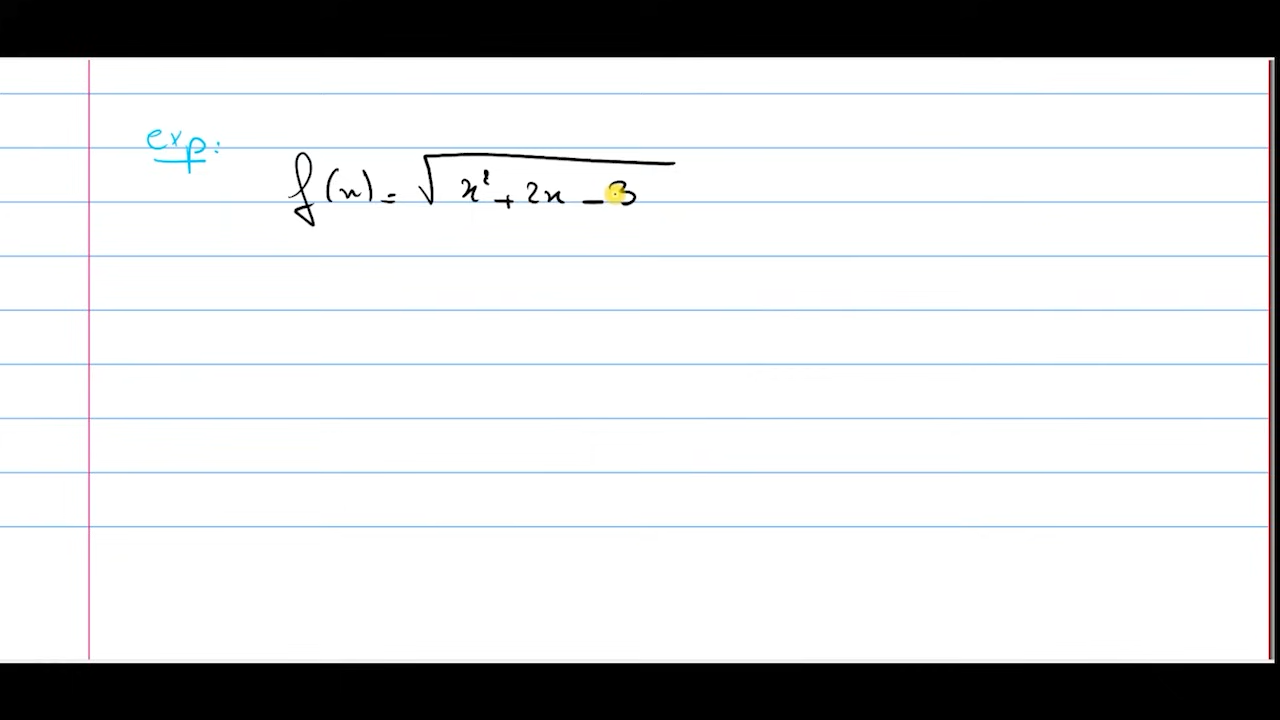 exp:
f(x) = √(x² + 2x - 3)